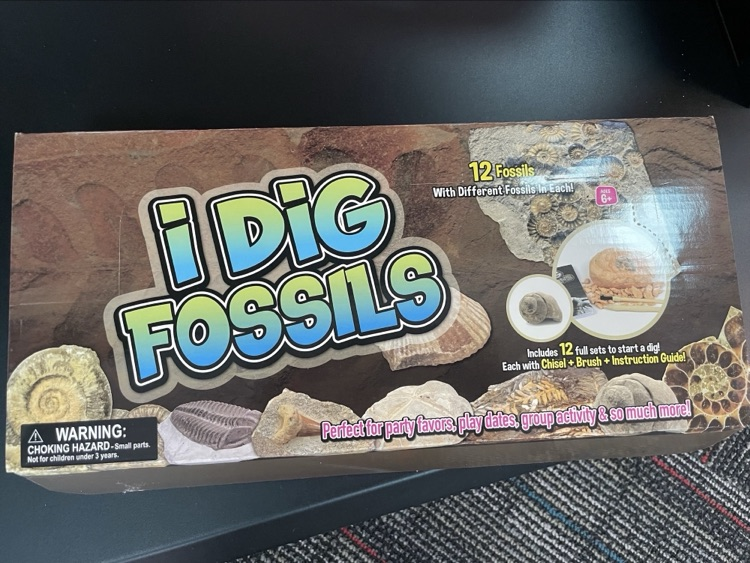 12 Fossils
With Different Fossils In Each!
AGES
6+
i DiG
FOSSILS
Includes 12 full sets to start a dig!
Each with Chisel + Brush + Instruction Guide!
Perfect for party favors, play dates, group activity & so much more!
WARNING:
CHOKING HAZARD-Small parts.
Not for children under 3 years.